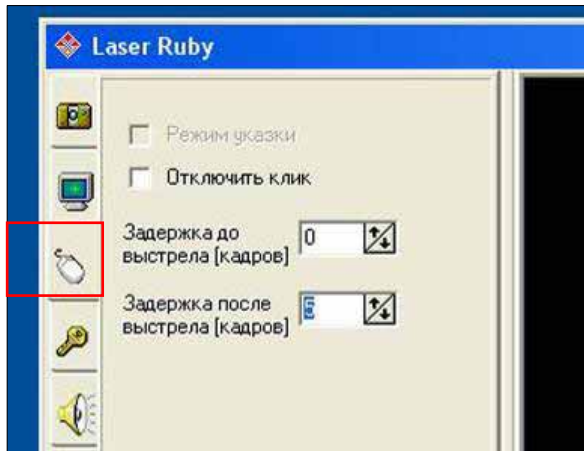 Laser Ruby
Режим указки
Отключить клик
Задержка до
выстрела [кадров]
0
Задержка после
выстрела [кадров]
5